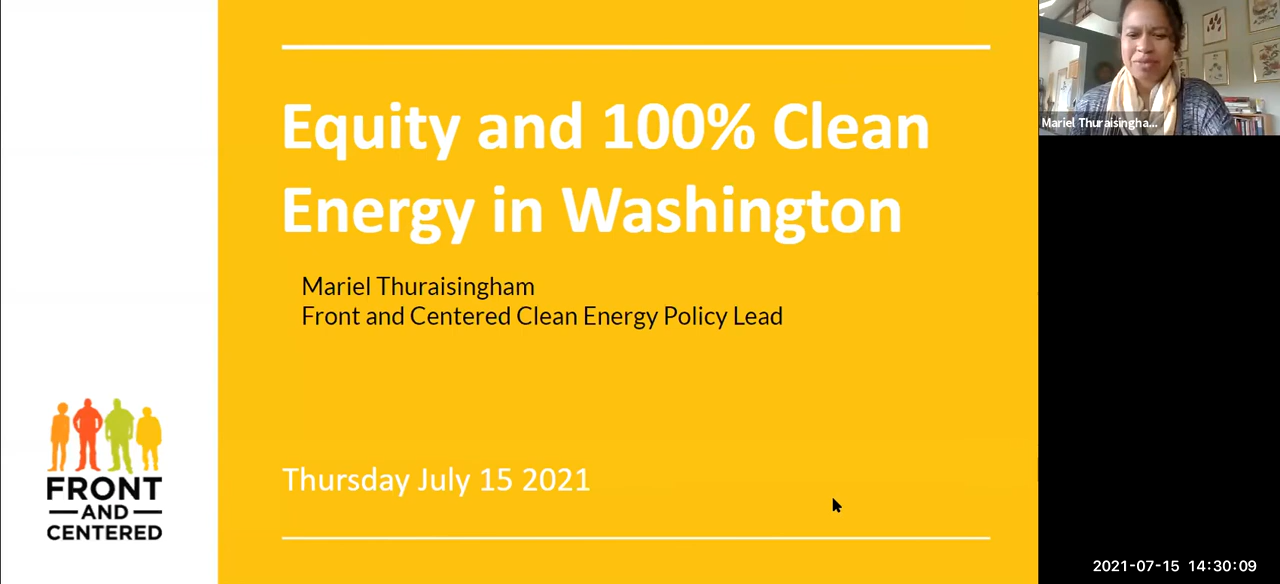 Equity and 100% Clean
Energy in Washington
Mariel Thuraisingham
Front and Centered Clean Energy Policy Lead
Thursday July 15 2021
FRONT
AND
CENTERED
Mariel Thuraisingha...
2021-07-15 14:30:09